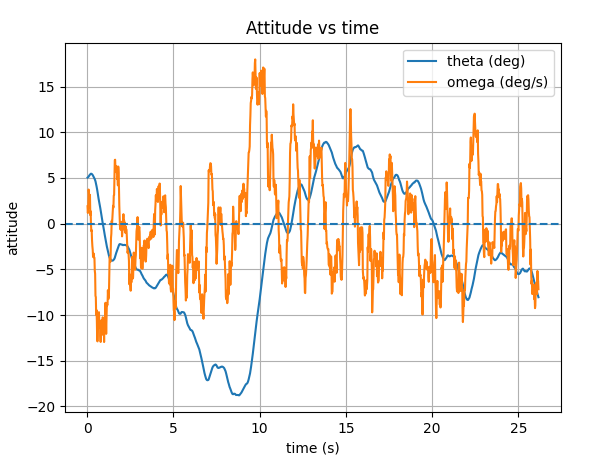 Attitude vs time
theta (deg)
omega (deg/s)
15
10
5
0
−5
−10
−15
−20
attitude
0
5
10
15
20
25
time (s)